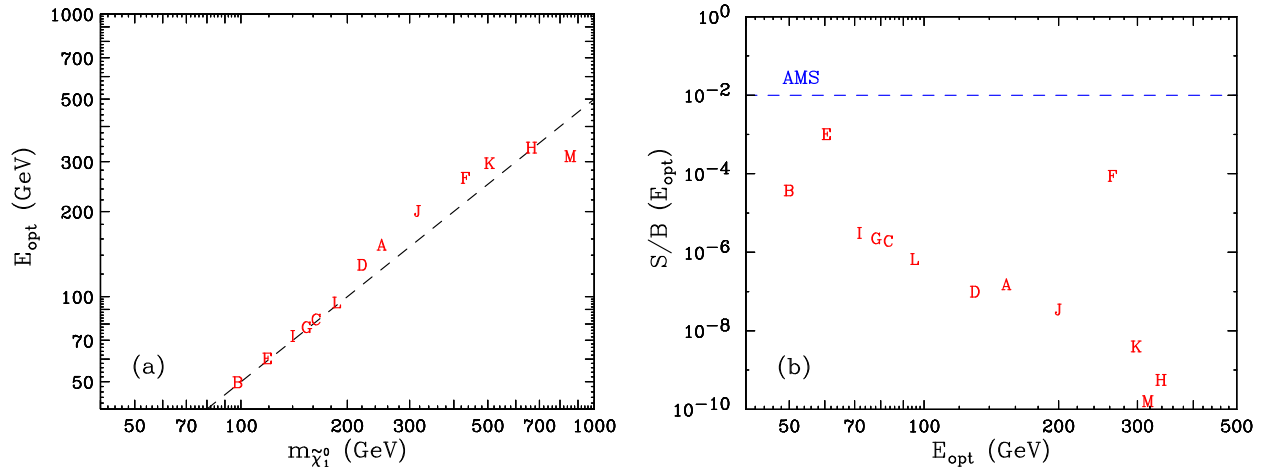 1000
700
500
300
200
100
70
50
E_opt (GeV)
B
E
I
G
C
L
D
A
J
F
K
H
M
(a)
50
70
100
200
300
500
700
1000
m_χ̃₁⁰ (GeV)
10^0
10^−2
10^−4
10^−6
10^−8
10^−10
S/B (E_opt)
AMS
E
B
F
I
G
C
L
D
A
J
K
H
M
(b)
50
70
100
200
300
500
E_opt (GeV)